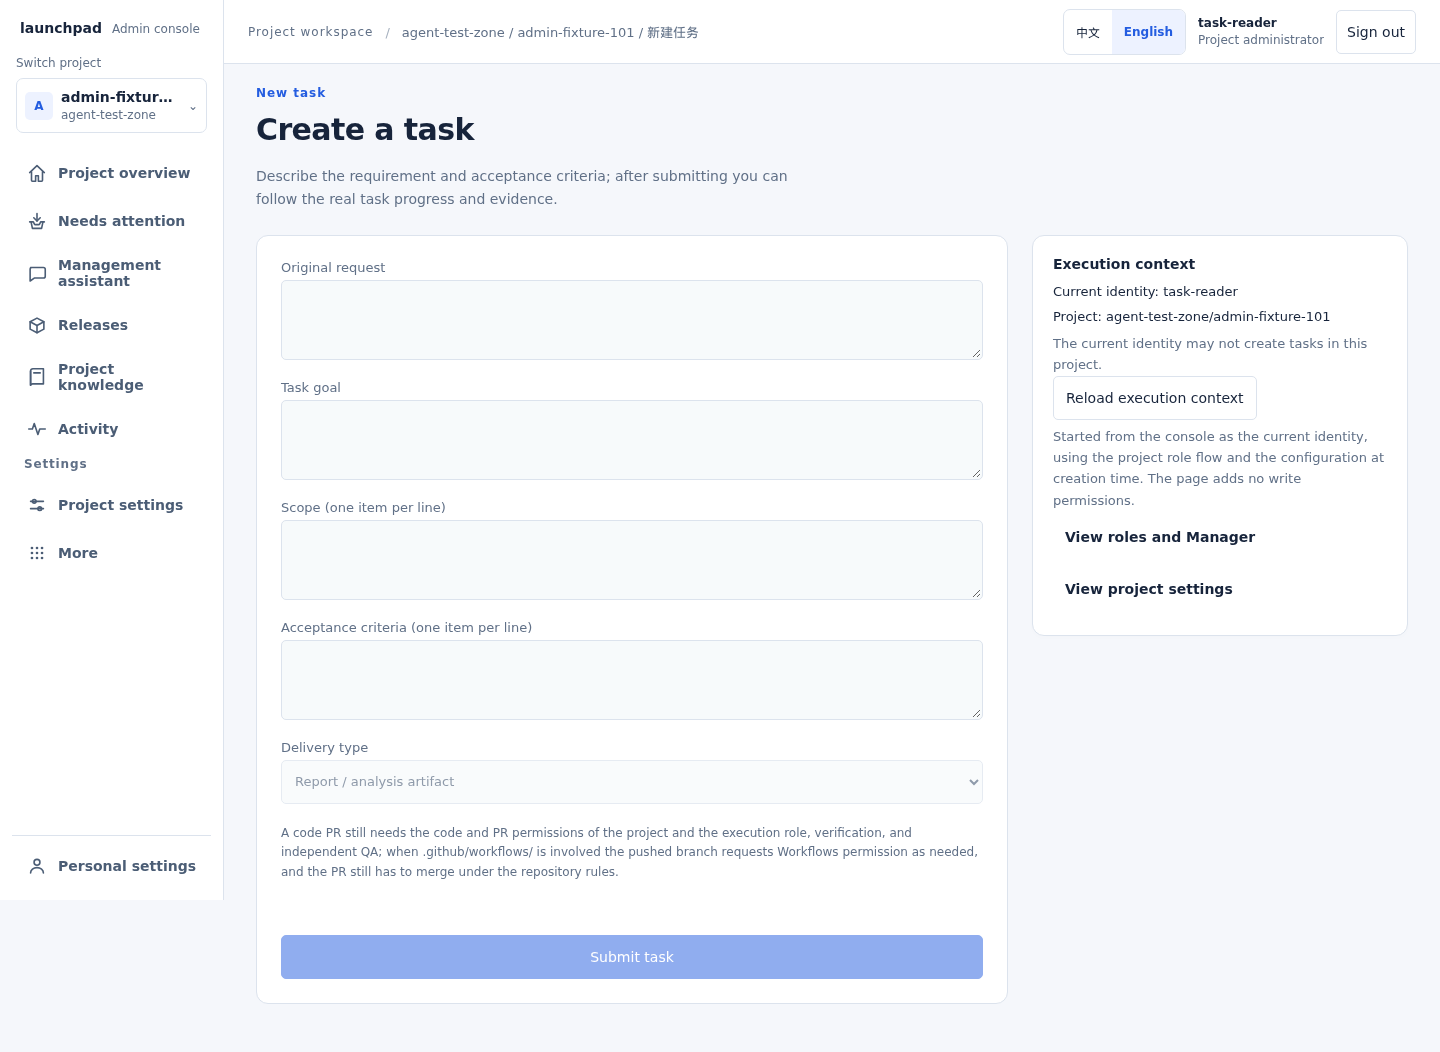 launchpad Admin console
Switch project
A
admin-fixtur...
agent-test-zone
Project overview
Needs attention
Management
assistant
Releases
Project
knowledge
Activity
Settings
Project settings
More
Personal settings
Project workspace / agent-test-zone / admin-fixture-101 / 新建任务
中文
English
task-reader
Project administrator
Sign out
New task
Create a task
Describe the requirement and acceptance criteria; after submitting you can
follow the real task progress and evidence.
Original request
Task goal
Scope (one item per line)
Acceptance criteria (one item per line)
Delivery type
Report / analysis artifact
A code PR still needs the code and PR permissions of the project and the execution role, verification, and
independent QA; when .github/workflows/ is involved the pushed branch requests Workflows permission as needed,
and the PR still has to merge under the repository rules.
Submit task
Execution context
Current identity: task-reader
Project: agent-test-zone/admin-fixture-101
The current identity may not create tasks in this
project.
Reload execution context
Started from the console as the current identity,
using the project role flow and the configuration at
creation time. The page adds no write
permissions.
View roles and Manager
View project settings